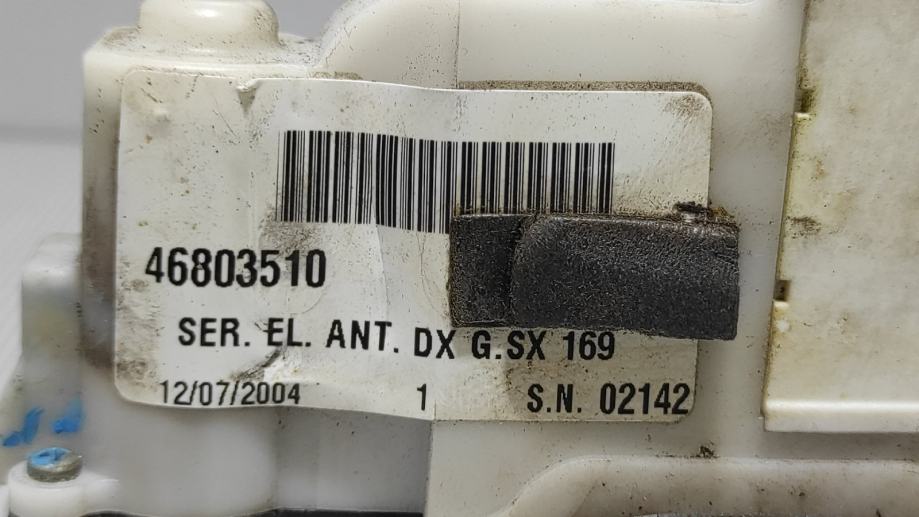 46803510
SER. EL. ANT. DX G.SX 169
12/07/2004 1 S.N. 02142